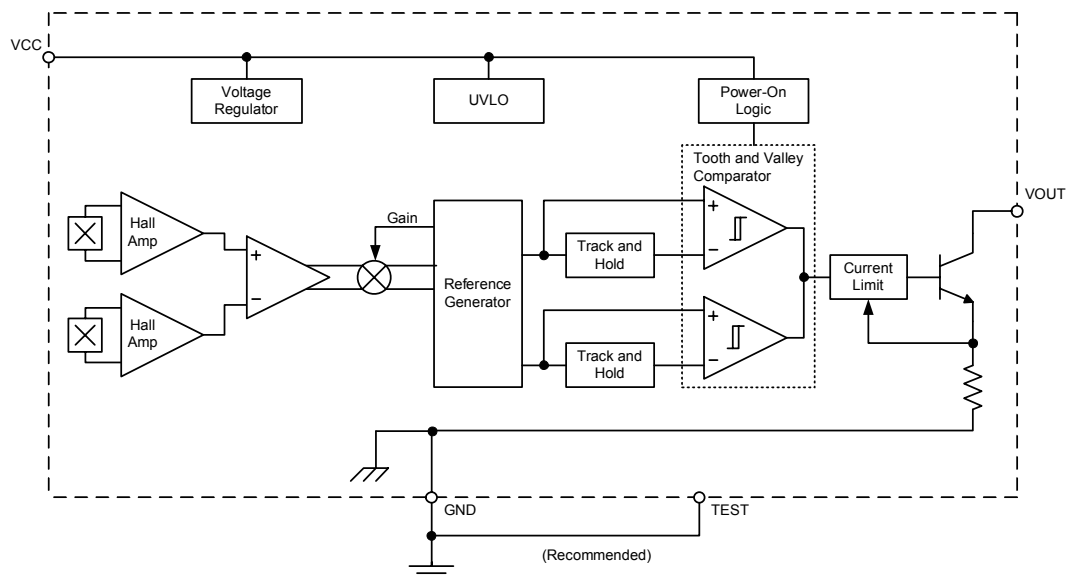 VCC
Voltage
Regulator
UVLO
Power-On
Logic
Tooth and Valley
Comparator
VOUT
Hall
Amp
+
−
Gain
Reference
Generator
Track and
Hold
+
−
Current
Limit
Hall
Amp
Track and
Hold
+
−
GND
TEST
(Recommended)